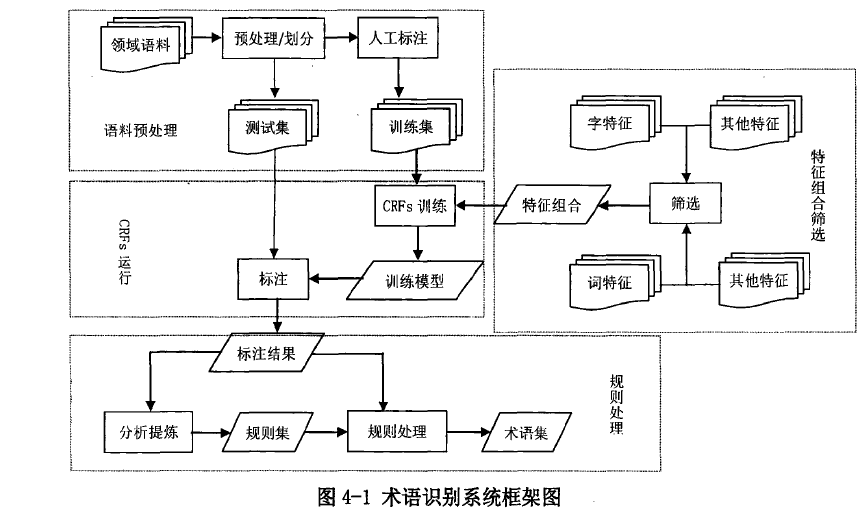 领域语料
预处理/划分
人工标注
语料预处理
测试集
训练集
字特征
其他特征
特征组合筛选
CRFs 训练
特征组合
筛选
CRFs 运行
标注
训练模型
词特征
其他特征
标注结果
规则处理
分析提炼
规则集
规则处理
术语集
图 4-1 术语识别系统框架图